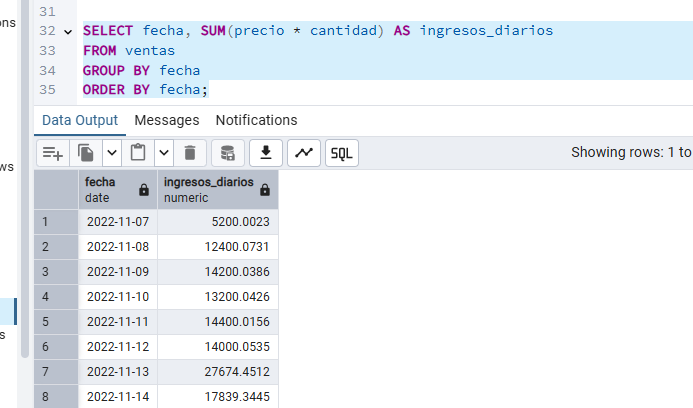 ons
ws
s
31
32 SELECT fecha, SUM(precio * cantidad) AS ingresos_diarios
33 FROM ventas
34 GROUP BY fecha
35 ORDER BY fecha;
Data Output Messages Notifications
SQL Showing rows: 1 to
fecha ingresos_diarios
date numeric
1 2022-11-07 5200.0023
2 2022-11-08 12400.0731
3 2022-11-09 14200.0386
4 2022-11-10 13200.0426
5 2022-11-11 14400.0156
6 2022-11-12 14000.0535
7 2022-11-13 27674.4512
8 2022-11-14 17839.3445